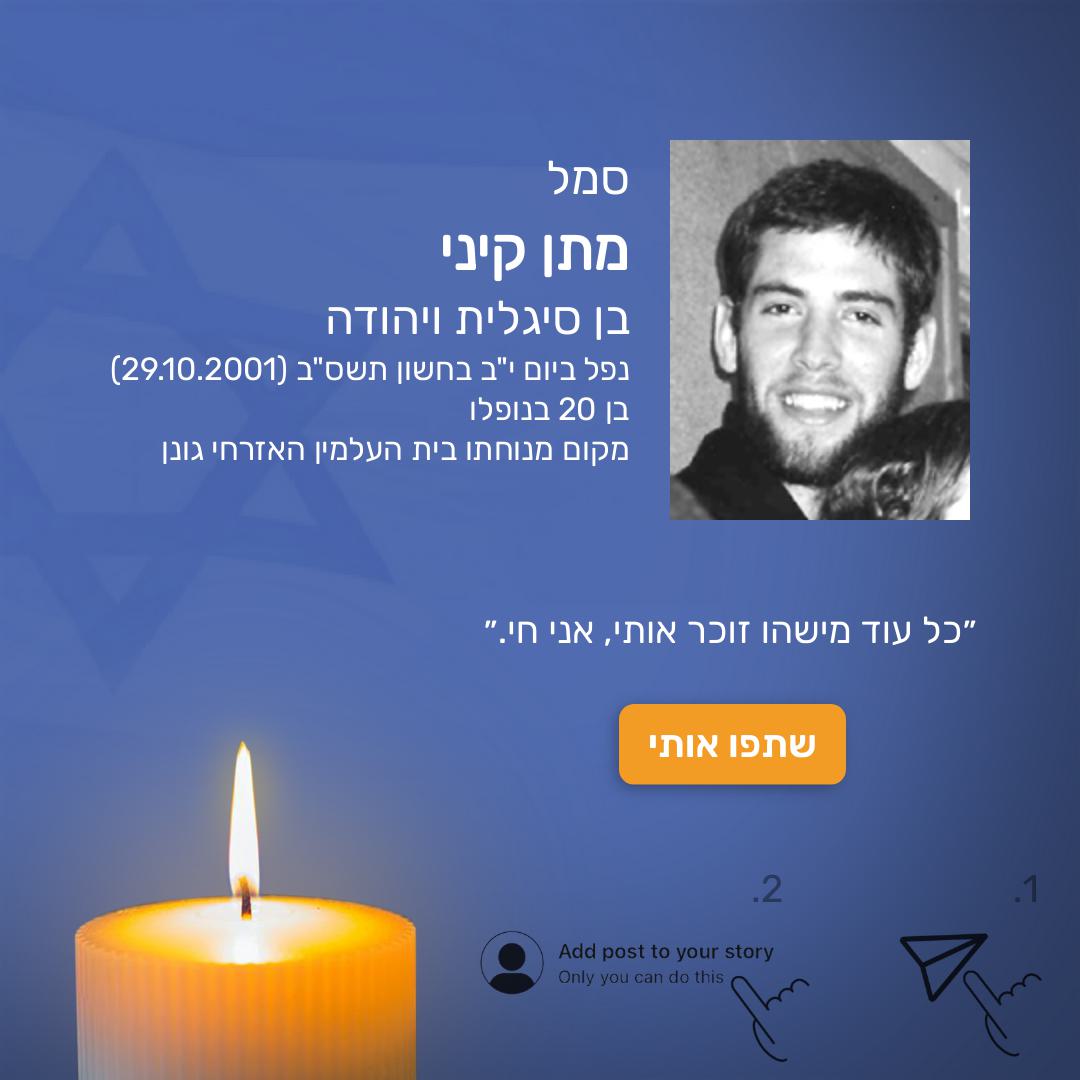 סמל
מתן קיני
בן סיגלית ויהודה
נפל ביום י"ב בחשון תשס"ב (29.10.2001)
בן 20 בנופלו
מקום מנוחתו בית העלמין האזרחי גונן
״כל עוד מישהו זוכר אותי, אני חי.״
שתפו אותי
1.
2.
Add post to your story
Only you can do this